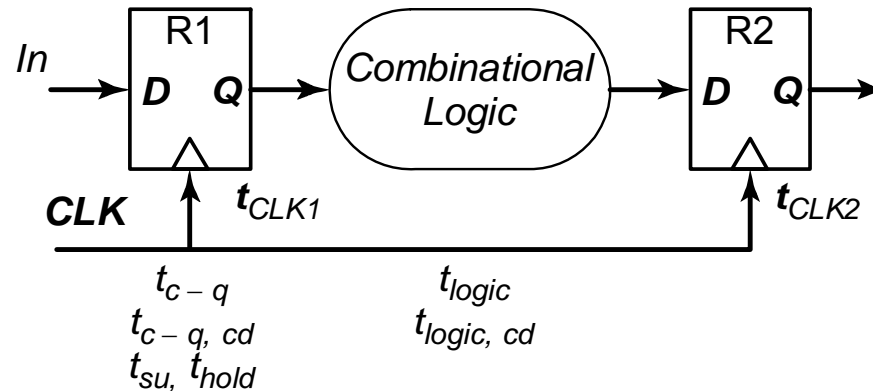 R1
R2
In
D Q
Combinational
Logic
D Q
CLK
t_CLK1
t_CLK2
t_c – q
t_logic
t_c – q, cd
t_logic, cd
t_su, t_hold